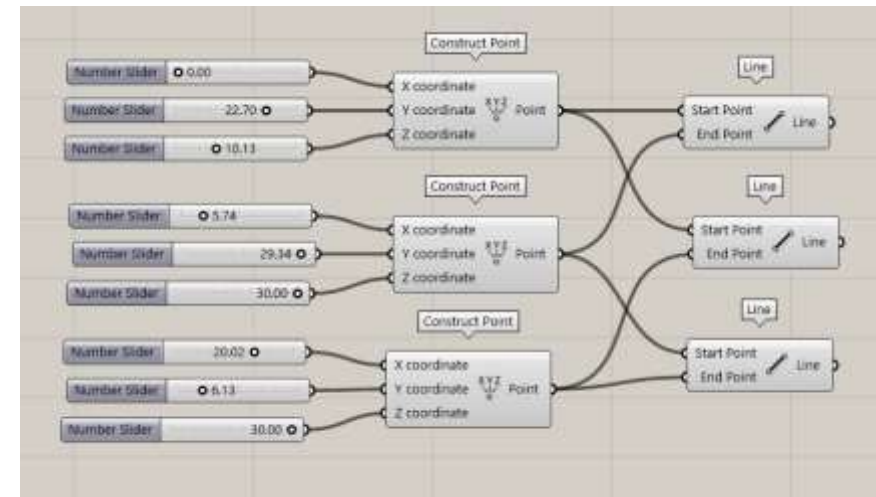 Construct Point
Line
Number Slider 0.00
Number Slider 22.70
Number Slider 10.13
X coordinate
Y coordinate
Z coordinate
XYZ
Point
Start Point
End Point
Line
Construct Point
Line
Number Slider 5.74
Number Slider 29.34
Number Slider 30.00
X coordinate
Y coordinate
Z coordinate
XYZ
Point
Start Point
End Point
Line
Construct Point
Line
Number Slider 20.02
Number Slider 6.13
Number Slider 30.00
X coordinate
Y coordinate
Z coordinate
XYZ
Point
Start Point
End Point
Line